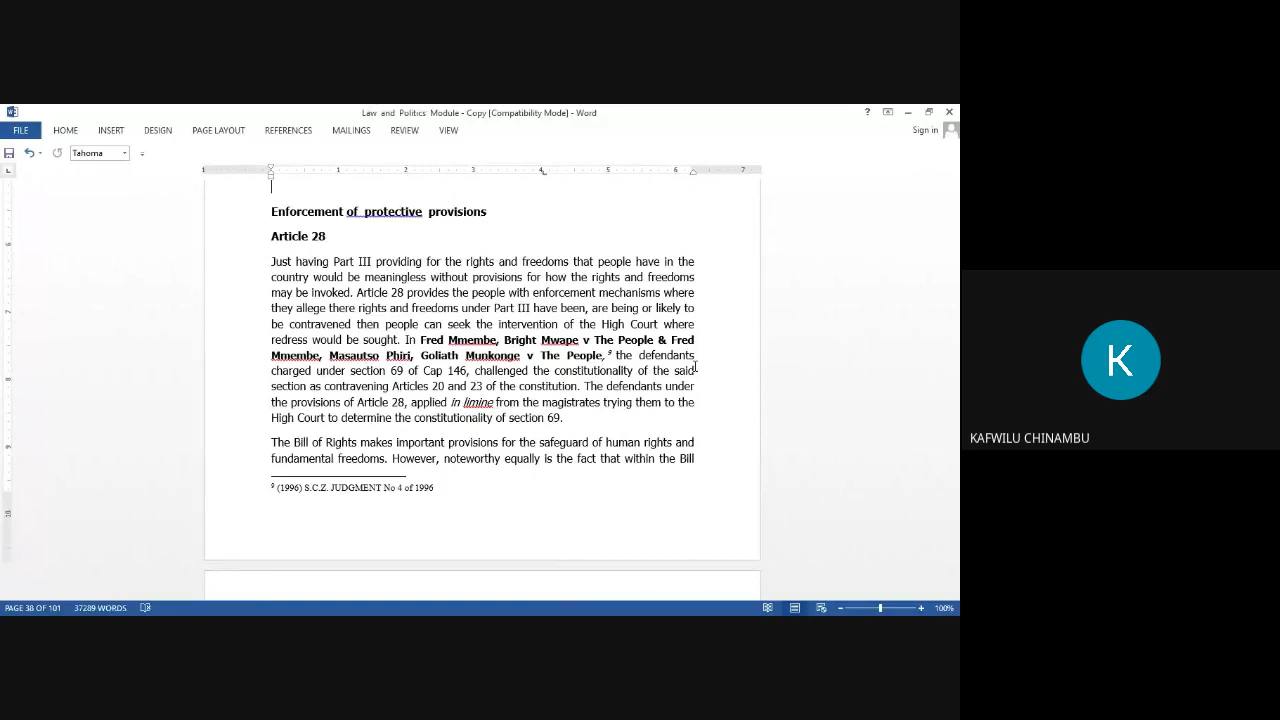 Law and Politics Module - Copy [Compatibility Mode] - Word
?
FILE HOME INSERT DESIGN PAGE LAYOUT REFERENCES MAILINGS REVIEW VIEW
Sign in
Tahoma
1 1 2 3 4 5 6 7
Enforcement of protective provisions
Article 28
Just having Part III providing for the rights and freedoms that people have in the
country would be meaningless without provisions for how the rights and freedoms
may be invoked. Article 28 provides the people with enforcement mechanisms where
they allege there rights and freedoms under Part III have been, are being or likely to
be contravened then people can seek the intervention of the High Court where
redress would be sought. In Fred Mmembe, Bright Mwape v The People & Fred
Mmembe, Masautso Phiri, Goliath Munkonge v The People, 9 the defendants
charged under section 69 of Cap 146, challenged the constitutionality of the said
section as contravening Articles 20 and 23 of the constitution. The defendants under
the provisions of Article 28, applied in limine from the magistrates trying them to the
High Court to determine the constitutionality of section 69.
The Bill of Rights makes important provisions for the safeguard of human rights and
fundamental freedoms. However, noteworthy equally is the fact that within the Bill
9 (1996) S.C.Z. JUDGMENT No 4 of 1996
PAGE 38 OF 101 37289 WORDS
100%
K
KAFWILU CHINAMBU